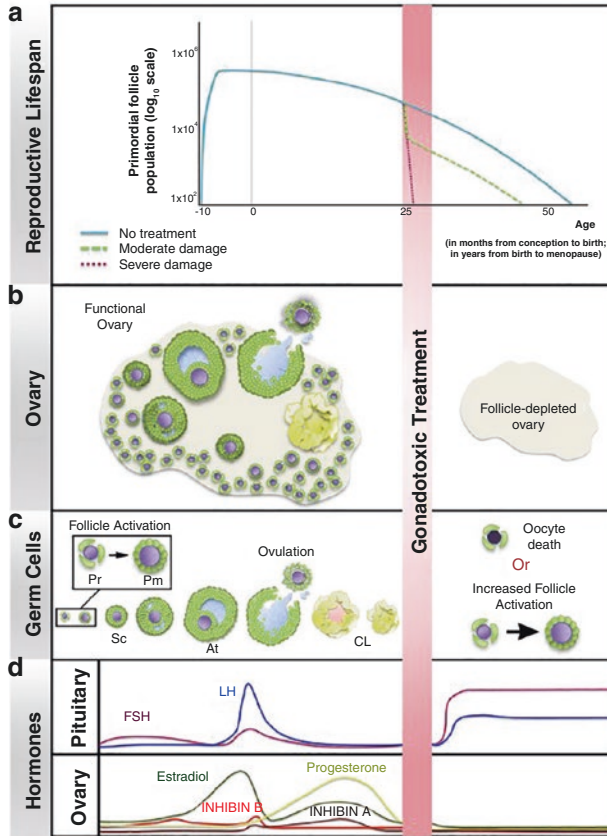 a
Reproductive Lifespan
Primordial follicle
population (log10 scale)
1x10⁶
1x10⁴
1x10²
-10
0
25
50
Age
(in months from conception to birth;
in years from birth to menopause)
No treatment
Moderate damage
Severe damage
Gonadotoxic Treatment
b
Ovary
Functional
Ovary
Follicle-depleted
ovary
c
Germ Cells
Follicle Activation
Pr
Pm
Sc
At
Ovulation
CL
Oocyte
death
Or
Increased Follicle
Activation
d
Hormones
Pituitary
FSH
LH
Ovary
Estradiol
INHIBIN B
Progesterone
INHIBIN A